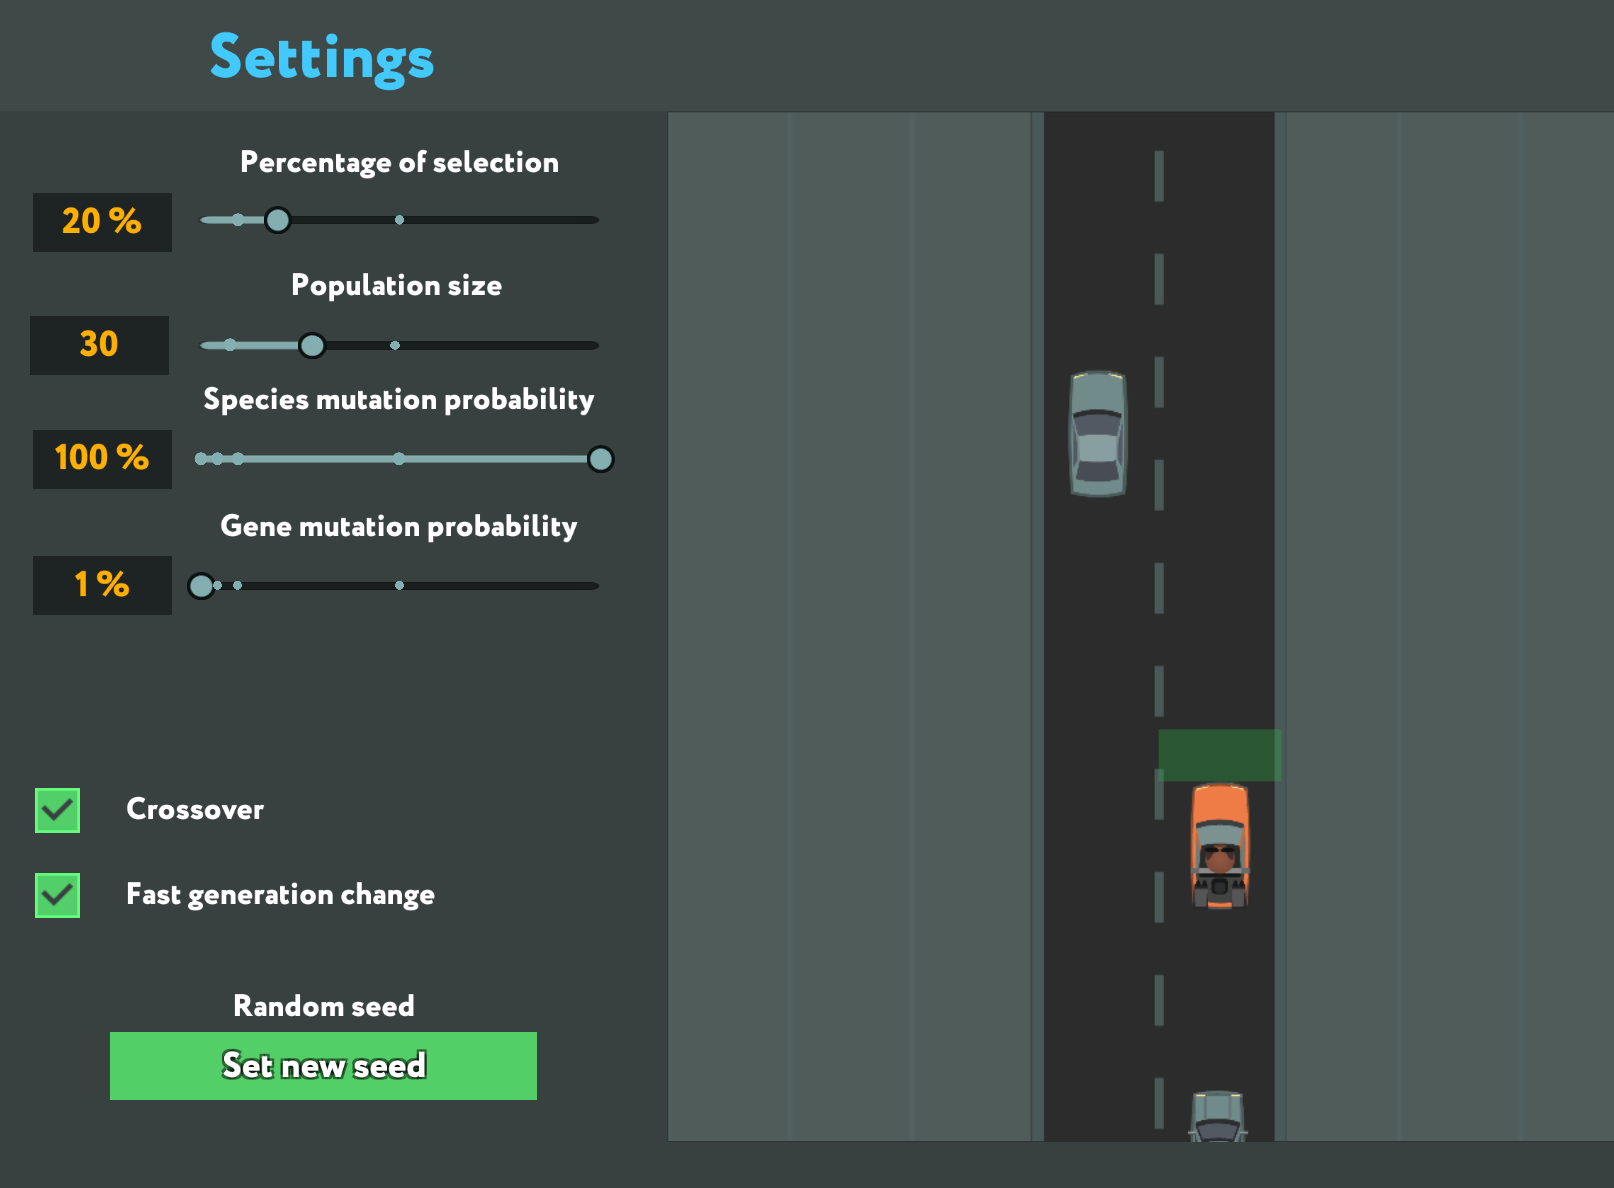 Settings
Percentage of selection
20 %
Population size
30
Species mutation probability
100 %
Gene mutation probability
1 %
Crossover
Fast generation change
Random seed
Set new seed